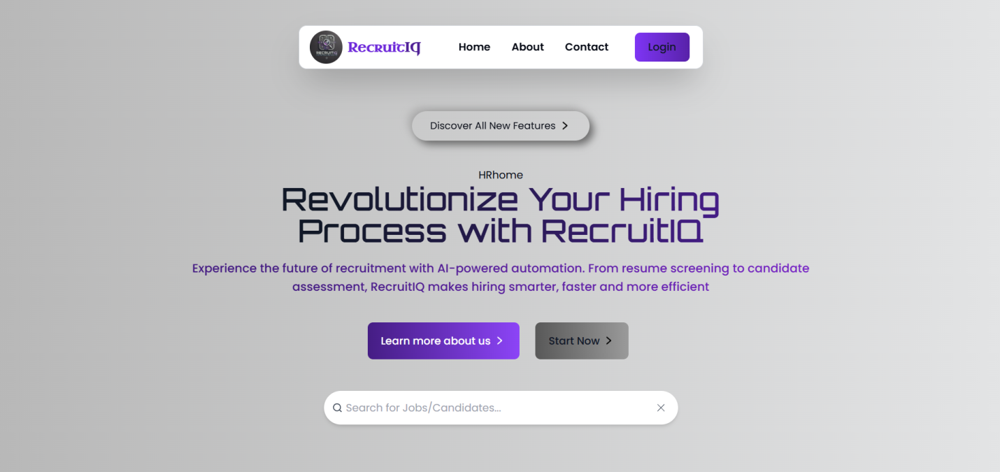 RECRUITIQ
RecruitIQ
Home
About
Contact
Login
Discover All New Features
HRhome
Revolutionize Your Hiring
Process with RecruitIQ
Experience the future of recruitment with AI-powered automation. From resume screening to candidate
assessment, RecruitIQ makes hiring smarter, faster and more efficient
Learn more about us
Start Now
Search for Jobs/Candidates...